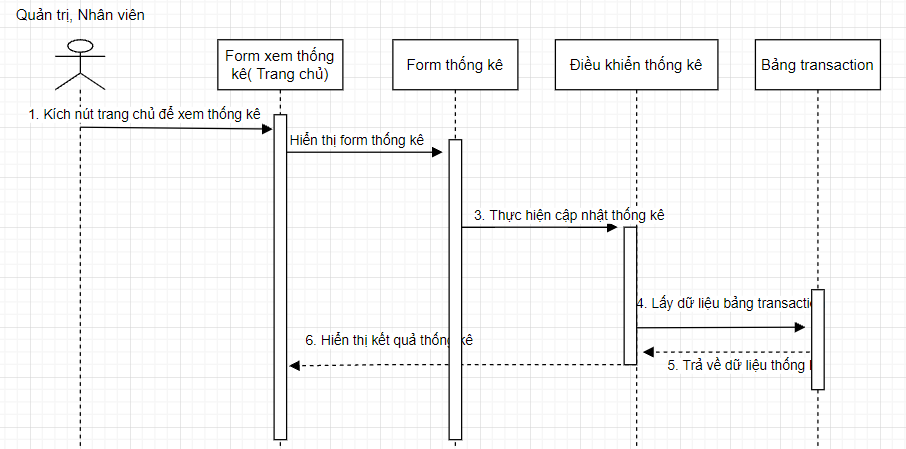 Quản trị, Nhân viên
Form xem thống
kê( Trang chủ)
Form thống kê
Điều khiển thống kê
Bảng transaction
1. Kích nút trang chủ để xem thống kê
Hiển thị form thống kê
3. Thực hiện cập nhật thống kê
4. Lấy dữ liệu bảng transacti
6. Hiển thị kết quả thống kê
5. Trả về dữ liệu thống